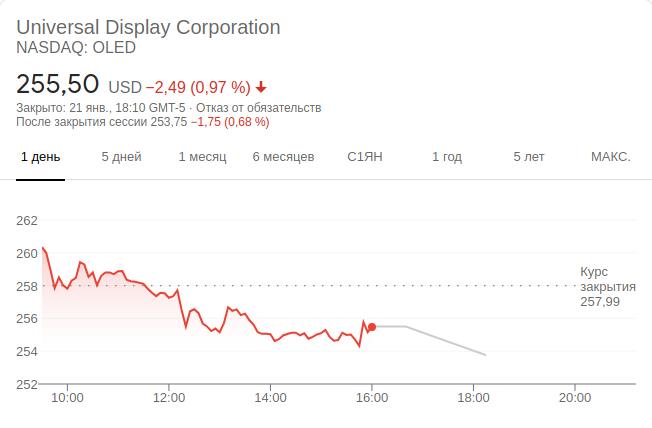 Universal Display Corporation
NASDAQ: OLED
255,50 USD −2,49 (0,97 %)
Закрыто: 21 янв., 18:10 GMT-5 · Отказ от обязательств
После закрытия сессии 253,75 −1,75 (0,68 %)
1 день 5 дней 1 месяц 6 месяцев С1ЯН 1 год 5 лет МАКС.
262
260
Курс
258 закрытия
257,99
256
254
252
10:00 12:00 14:00 16:00 18:00 20:00